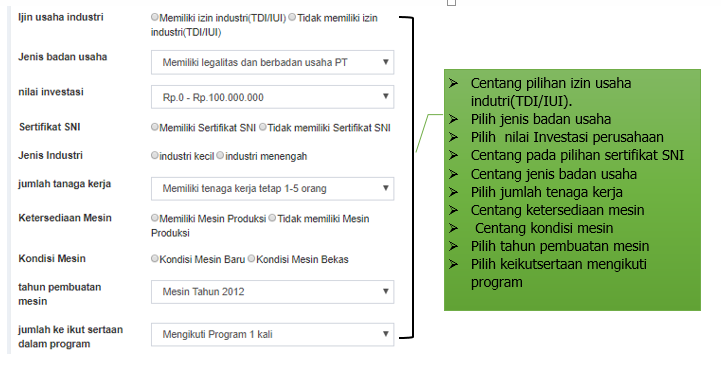 Ijin usaha industri
Memiliki izin industri(TDI/IUI) Tidak memiliki izin
industri(TDI/IUI)
Jenis badan usaha
Memiliki legalitas dan berbadan usaha PT
nilai investasi
Rp.0 - Rp.100.000.000
Sertifikat SNI
Memiliki Sertifikat SNI Tidak memiliki Sertifikat SNI
Jenis Industri
industri kecil industri menengah
jumlah tanaga kerja
Memiliki tenaga kerja tetap 1-5 orang
Ketersediaan Mesin
Memiliki Mesin Produksi Tidak memiliki Mesin
Produksi
Kondisi Mesin
Kondisi Mesin Baru Kondisi Mesin Bekas
tahun pembuatan
mesin
Mesin Tahun 2012
jumlah ke ikut sertaan
dalam program
Mengikuti Program 1 kali
Centang pilihan izin usaha
indutri(TDI/IUI).
Pilih jenis badan usaha
Pilih nilai Investasi perusahaan
Centang pada pilihan sertifikat SNI
Centang jenis badan usaha
Pilih jumlah tenaga kerja
Centang ketersediaan mesin
Centang kondisi mesin
Pilih tahun pembuatan mesin
Pilih keikutsertaan mengikuti
program